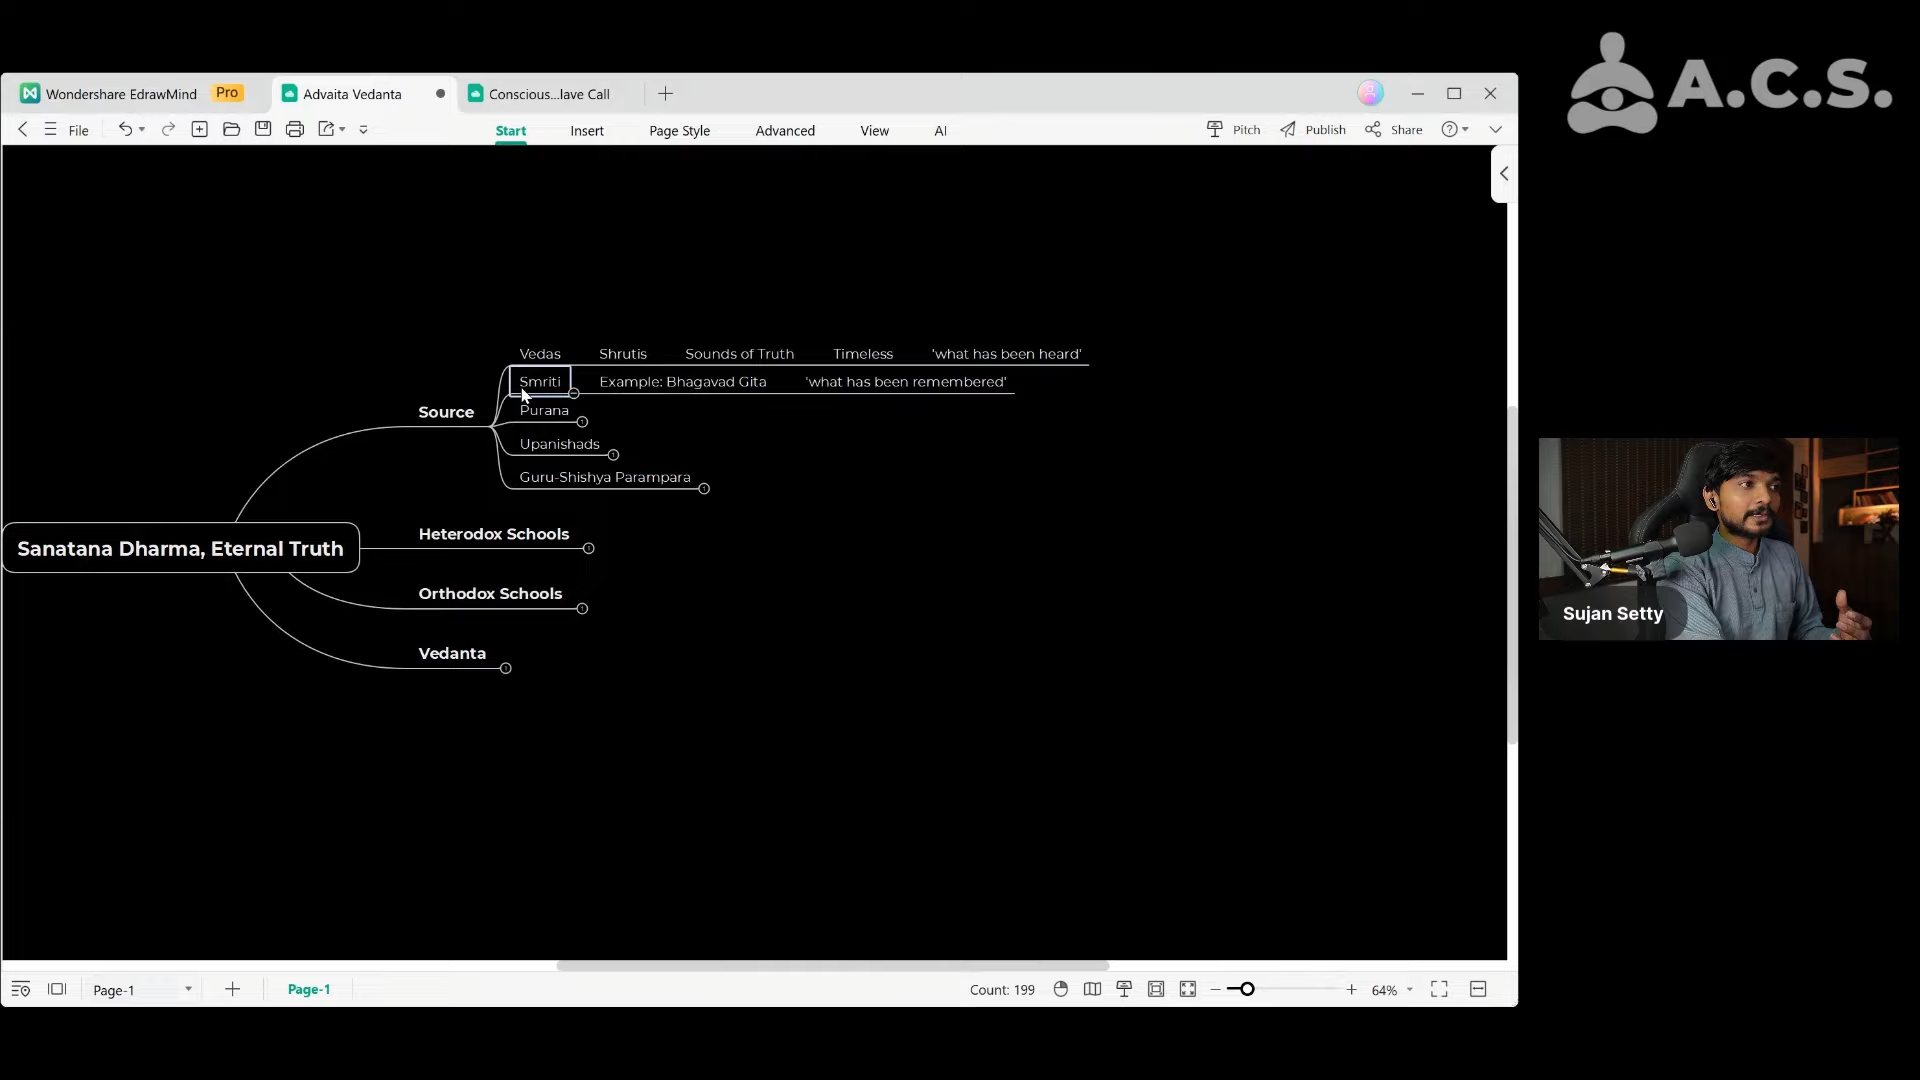 A.C.S.
Wondershare EdrawMind Pro
Advaita Vedanta
Conscious...lave Call
File
Start Insert Page Style Advanced View AI
Pitch Publish Share
Vedas Shrutis Sounds of Truth Timeless 'what has been heard'
Smriti Example: Bhagavad Gita 'what has been remembered'
Source
Purana
Upanishads
Guru-Shishya Parampara
Heterodox Schools
Sanatana Dharma, Eternal Truth
Orthodox Schools
Vedanta
Sujan Setty
Page-1 Page-1 Count: 199 64%